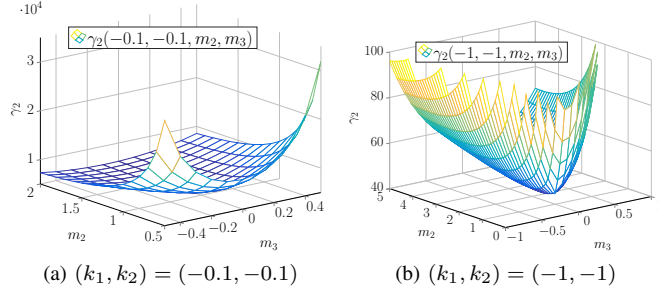 ·10⁴
γ₂(−0.1, −0.1, m₂, m₃)
3
2
1
γ₂
2
1.5
1
0.5
m₂
−0.4
−0.2
0
0.2
0.4
m₃
(a) (k₁, k₂) = (−0.1, −0.1)
γ₂(−1, −1, m₂, m₃)
100
80
60
40
γ₂
5
4
3
2
1
0
m₂
−1
−0.5
0
0.5
m₃
(b) (k₁, k₂) = (−1, −1)